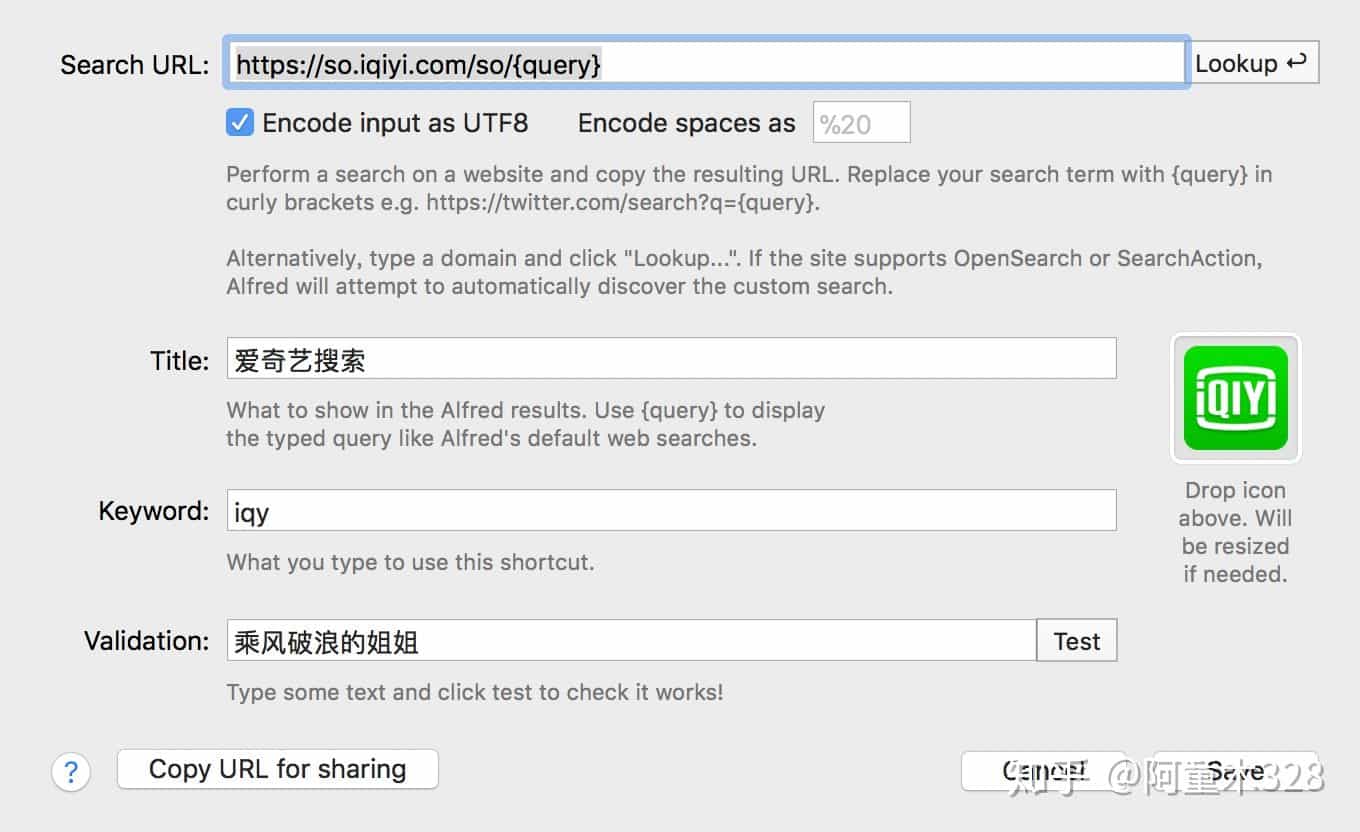 Search URL: https://so.iqiyi.com/so/{query} Lookup ↩
Encode input as UTF8 Encode spaces as %20
Perform a search on a website and copy the resulting URL. Replace your search term with {query} in
curly brackets e.g. https://twitter.com/search?q={query}.
Alternatively, type a domain and click "Lookup...". If the site supports OpenSearch or SearchAction,
Alfred will attempt to automatically discover the custom search.
Title: 爱奇艺搜索
What to show in the Alfred results. Use {query} to display
the typed query like Alfred's default web searches.
iQIYI
Drop icon
above. Will
be resized
if needed.
Keyword: iqy
What you type to use this shortcut.
Validation: 乘风破浪的姐姐 Test
Type some text and click test to check it works!
? Copy URL for sharing Cancel Save
知乎 @阿重木328